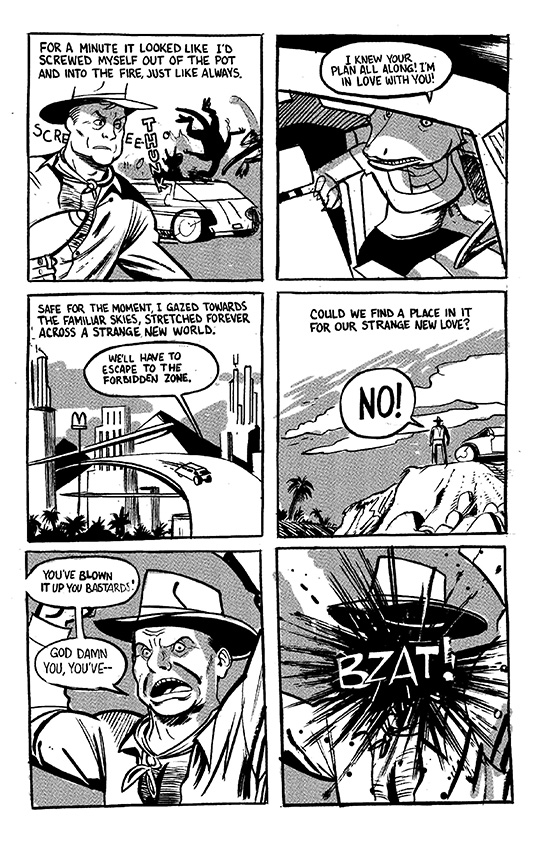 FOR A MINUTE IT LOOKED LIKE I'D
SCREWED MYSELF OUT OF THE POT
AND INTO THE FIRE, JUST LIKE ALWAYS.
SCRE
EE-
THUNK!
I KNEW YOUR
PLAN ALL ALONG! I'M
IN LOVE WITH YOU!
SAFE FOR THE MOMENT, I GAZED TOWARDS
THE FAMILIAR SKIES, STRETCHED FOREVER
ACROSS A STRANGE NEW WORLD.
WE'LL HAVE TO
ESCAPE TO THE
FORBIDDEN ZONE.
M
COULD WE FIND A PLACE IN IT
FOR OUR STRANGE NEW LOVE?
NO!
YOU'VE BLOWN
IT UP YOU BASTARDS!
GOD DAMN
YOU, YOU'VE--
BZAT!